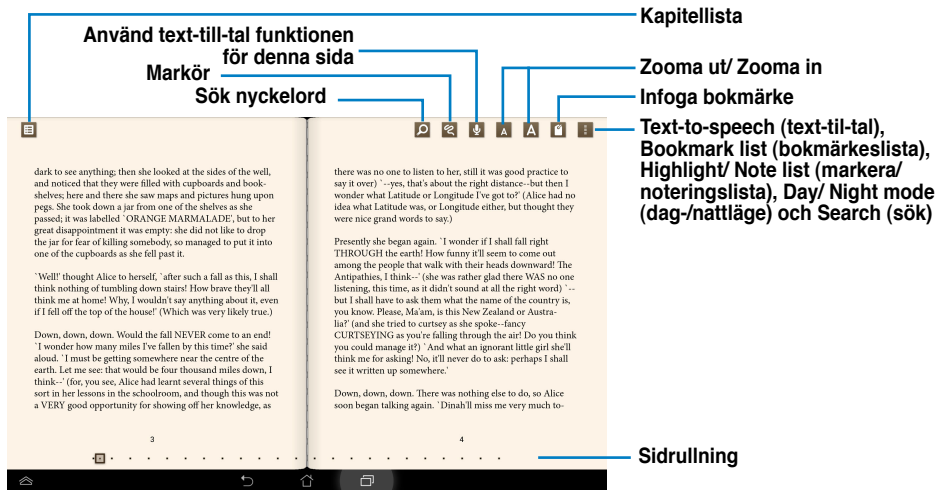 Kapitellista
Använd text-till-tal funktionen
för denna sida
Markör
Sök nyckelord
Zooma ut/ Zooma in
Infoga bokmärke
Text-to-speech (text-til-tal),
Bookmark list (bokmärkeslista),
Highlight/ Note list (markera/
noteringslista), Day/ Night mode
(dag-/nattläge) och Search (sök)
A
A
dark to see anything; then she looked at the sides of the well,
and noticed that they were filled with cupboards and book-
shelves; here and there she saw maps and pictures hung upon
pegs. She took down a jar from one of the shelves as she
passed; it was labelled `ORANGE MARMALADE', but to her
great disappointment it was empty: she did not like to drop
the jar for fear of killing somebody, so managed to put it into
one of the cupboards as she fell past it.
`Well!' thought Alice to herself, `after such a fall as this, I shall
think nothing of tumbling down stairs! How brave they'll all
think me at home! Why, I wouldn't say anything about it, even
if I fell off the top of the house!' (Which was very likely true.)
Down, down, down. Would the fall NEVER come to an end!
`I wonder how many miles I've fallen by this time?' she said
aloud. `I must be getting somewhere near the centre of the
earth. Let me see: that would be four thousand miles down, I
think--' (for, you see, Alice had learnt several things of this
sort in her lessons in the schoolroom, and though this was not
a VERY good opportunity for showing off her knowledge, as
3
there was no one to listen to her, still it was good practice to
say it over) `--yes, that's about the right distance--but then I
wonder what Latitude or Longitude I've got to?' (Alice had no
idea what Latitude was, or Longitude either, but thought they
were nice grand words to say.)
Presently she began again. `I wonder if I shall fall right
THROUGH the earth! How funny it'll seem to come out
among the people that walk with their heads downward! The
Antipathies, I think--' (she was rather glad there WAS no one
listening, this time, as it didn't sound at all the right word) `--
but I shall have to ask them what the name of the country is,
you know. Please, Ma'am, is this New Zealand or Austra-
lia?' (and she tried to curtsey as she spoke--fancy
CURTSEYING as you're falling through the air! Do you think
you could manage it?) `And what an ignorant little girl she'll
think me for asking! No, it'll never do to ask: perhaps I shall
see it written up somewhere.'
Down, down, down. There was nothing else to do, so Alice
soon began talking again. `Dinah'll miss me very much to-
4
Sidrullning